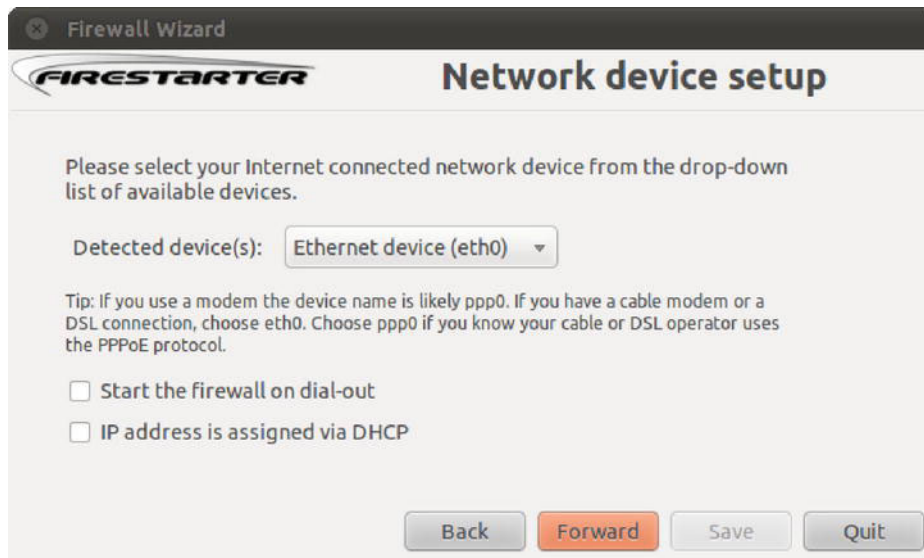 Firewall Wizard
FIRESTARTER
Network device setup
Please select your Internet connected network device from the drop-down
list of available devices.
Detected device(s): Ethernet device (eth0)
Tip: If you use a modem the device name is likely ppp0. If you have a cable modem or a
DSL connection, choose eth0. Choose ppp0 if you know your cable or DSL operator uses
the PPPoE protocol.
Start the firewall on dial-out
IP address is assigned via DHCP
Back Forward Save Quit